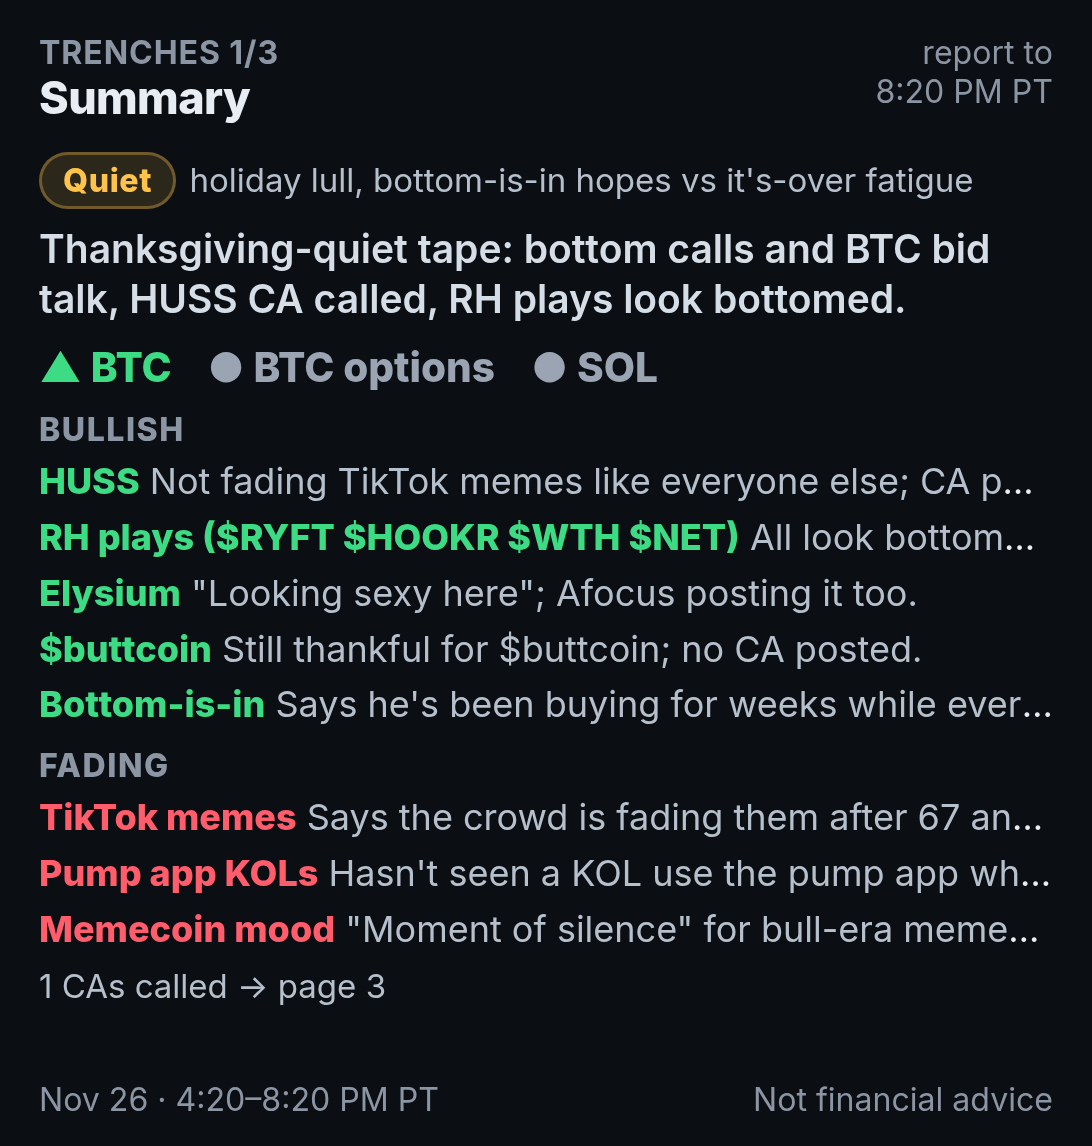 TRENCHES 1/3
Summary
report to
8:20 PM PT
Quiet holiday lull, bottom-is-in hopes vs it's-over fatigue
Thanksgiving-quiet tape: bottom calls and BTC bid
talk, HUSS CA called, RH plays look bottomed.
▲ BTC ● BTC options ● SOL
BULLISH
HUSS Not fading TikTok memes like everyone else; CA p...
RH plays ($RYFT $HOOKR $WTH $NET) All look bottom...
Elysium "Looking sexy here"; Afocus posting it too.
$buttcoin Still thankful for $buttcoin; no CA posted.
Bottom-is-in Says he's been buying for weeks while ever...
FADING
TikTok memes Says the crowd is fading them after 67 an...
Pump app KOLs Hasn't seen a KOL use the pump app wh...
Memecoin mood "Moment of silence" for bull-era meme...
1 CAs called → page 3
Nov 26 · 4:20–8:20 PM PT
Not financial advice